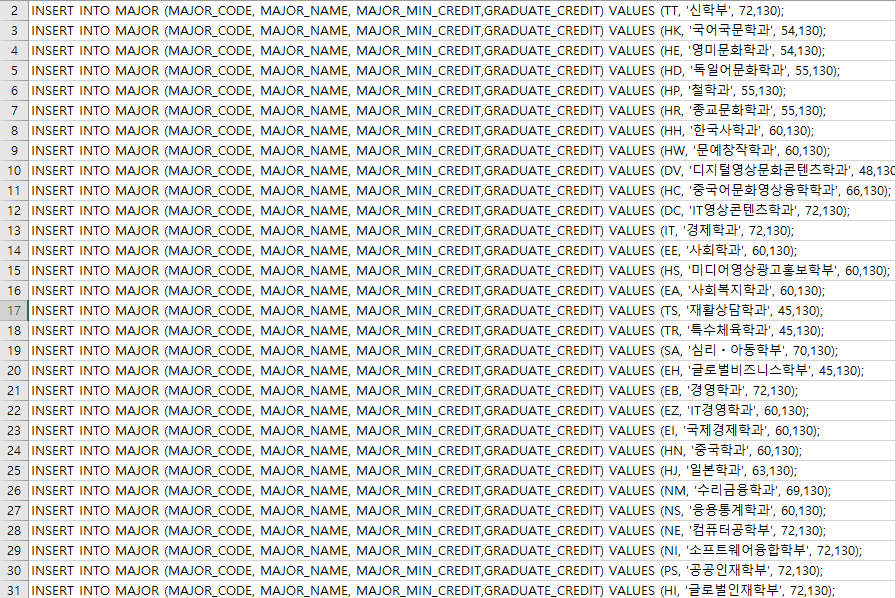 2 INSERT INTO MAJOR (MAJOR_CODE, MAJOR_NAME, MAJOR_MIN_CREDIT,GRADUATE_CREDIT) VALUES (TT, '신학부', 72,130);
3 INSERT INTO MAJOR (MAJOR_CODE, MAJOR_NAME, MAJOR_MIN_CREDIT,GRADUATE_CREDIT) VALUES (HK, '국어국문학과', 54,130);
4 INSERT INTO MAJOR (MAJOR_CODE, MAJOR_NAME, MAJOR_MIN_CREDIT,GRADUATE_CREDIT) VALUES (HE, '영미문화학과', 54,130);
5 INSERT INTO MAJOR (MAJOR_CODE, MAJOR_NAME, MAJOR_MIN_CREDIT,GRADUATE_CREDIT) VALUES (HD, '독일어문화학과', 55,130);
6 INSERT INTO MAJOR (MAJOR_CODE, MAJOR_NAME, MAJOR_MIN_CREDIT,GRADUATE_CREDIT) VALUES (HP, '철학과', 55,130);
7 INSERT INTO MAJOR (MAJOR_CODE, MAJOR_NAME, MAJOR_MIN_CREDIT,GRADUATE_CREDIT) VALUES (HR, '종교문화학과', 55,130);
8 INSERT INTO MAJOR (MAJOR_CODE, MAJOR_NAME, MAJOR_MIN_CREDIT,GRADUATE_CREDIT) VALUES (HH, '한국사학과', 60,130);
9 INSERT INTO MAJOR (MAJOR_CODE, MAJOR_NAME, MAJOR_MIN_CREDIT,GRADUATE_CREDIT) VALUES (HW, '문예창작학과', 60,130);
10 INSERT INTO MAJOR (MAJOR_CODE, MAJOR_NAME, MAJOR_MIN_CREDIT,GRADUATE_CREDIT) VALUES (DV, '디지털영상문화콘텐츠학과', 48,130
11 INSERT INTO MAJOR (MAJOR_CODE, MAJOR_NAME, MAJOR_MIN_CREDIT,GRADUATE_CREDIT) VALUES (HC, '중국어문화영상융학학과', 66,130);
12 INSERT INTO MAJOR (MAJOR_CODE, MAJOR_NAME, MAJOR_MIN_CREDIT,GRADUATE_CREDIT) VALUES (DC, 'IT영상콘텐츠학과', 72,130);
13 INSERT INTO MAJOR (MAJOR_CODE, MAJOR_NAME, MAJOR_MIN_CREDIT,GRADUATE_CREDIT) VALUES (IT, '경제학과', 72,130);
14 INSERT INTO MAJOR (MAJOR_CODE, MAJOR_NAME, MAJOR_MIN_CREDIT,GRADUATE_CREDIT) VALUES (EE, '사회학과', 60,130);
15 INSERT INTO MAJOR (MAJOR_CODE, MAJOR_NAME, MAJOR_MIN_CREDIT,GRADUATE_CREDIT) VALUES (HS, '미디어영상광고홍보학부', 60,130);
16 INSERT INTO MAJOR (MAJOR_CODE, MAJOR_NAME, MAJOR_MIN_CREDIT,GRADUATE_CREDIT) VALUES (EA, '사회복지학과', 60,130);
17 INSERT INTO MAJOR (MAJOR_CODE, MAJOR_NAME, MAJOR_MIN_CREDIT,GRADUATE_CREDIT) VALUES (TS, '재활상담학과', 45,130);
18 INSERT INTO MAJOR (MAJOR_CODE, MAJOR_NAME, MAJOR_MIN_CREDIT,GRADUATE_CREDIT) VALUES (TR, '특수체육학과', 45,130);
19 INSERT INTO MAJOR (MAJOR_CODE, MAJOR_NAME, MAJOR_MIN_CREDIT,GRADUATE_CREDIT) VALUES (SA, '심리・아동학부', 70,130);
20 INSERT INTO MAJOR (MAJOR_CODE, MAJOR_NAME, MAJOR_MIN_CREDIT,GRADUATE_CREDIT) VALUES (EH, '글로벌비즈니스학부', 45,130);
21 INSERT INTO MAJOR (MAJOR_CODE, MAJOR_NAME, MAJOR_MIN_CREDIT,GRADUATE_CREDIT) VALUES (EB, '경영학과', 72,130);
22 INSERT INTO MAJOR (MAJOR_CODE, MAJOR_NAME, MAJOR_MIN_CREDIT,GRADUATE_CREDIT) VALUES (EZ, 'IT경영학과', 60,130);
23 INSERT INTO MAJOR (MAJOR_CODE, MAJOR_NAME, MAJOR_MIN_CREDIT,GRADUATE_CREDIT) VALUES (EI, '국제경제학과', 60,130);
24 INSERT INTO MAJOR (MAJOR_CODE, MAJOR_NAME, MAJOR_MIN_CREDIT,GRADUATE_CREDIT) VALUES (HN, '중국학과', 60,130);
25 INSERT INTO MAJOR (MAJOR_CODE, MAJOR_NAME, MAJOR_MIN_CREDIT,GRADUATE_CREDIT) VALUES (HJ, '일본학과', 63,130);
26 INSERT INTO MAJOR (MAJOR_CODE, MAJOR_NAME, MAJOR_MIN_CREDIT,GRADUATE_CREDIT) VALUES (NM, '수리금융학과', 69,130);
27 INSERT INTO MAJOR (MAJOR_CODE, MAJOR_NAME, MAJOR_MIN_CREDIT,GRADUATE_CREDIT) VALUES (NS, '응용통계학과', 60,130);
28 INSERT INTO MAJOR (MAJOR_CODE, MAJOR_NAME, MAJOR_MIN_CREDIT,GRADUATE_CREDIT) VALUES (NE, '컴퓨터공학부', 72,130);
29 INSERT INTO MAJOR (MAJOR_CODE, MAJOR_NAME, MAJOR_MIN_CREDIT,GRADUATE_CREDIT) VALUES (NI, '소프트웨어융합학부', 72,130);
30 INSERT INTO MAJOR (MAJOR_CODE, MAJOR_NAME, MAJOR_MIN_CREDIT,GRADUATE_CREDIT) VALUES (PS, '공공인재학부', 72,130);
31 INSERT INTO MAJOR (MAJOR_CODE, MAJOR_NAME, MAJOR_MIN_CREDIT,GRADUATE_CREDIT) VALUES (HI, '글로벌인재학부', 72,130);